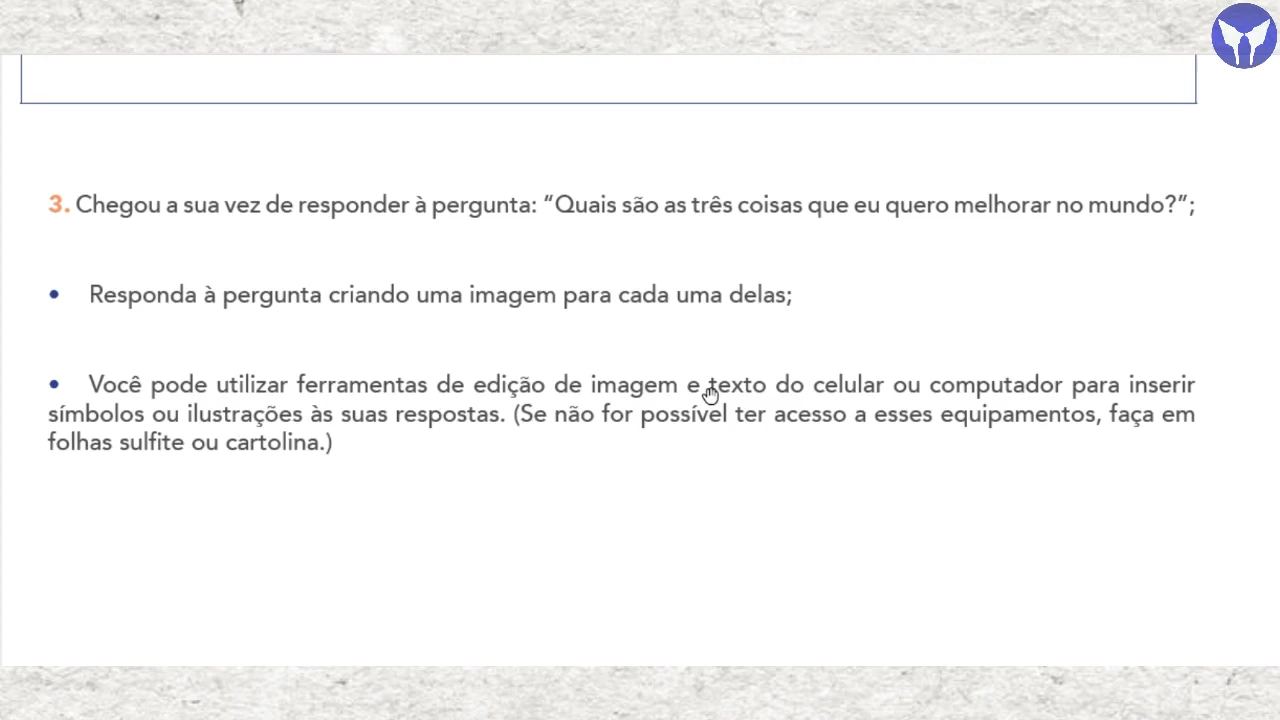 3. Chegou a sua vez de responder à pergunta: “Quais são as três coisas que eu quero melhorar no mundo?”;
• Responda à pergunta criando uma imagem para cada uma delas;
• Você pode utilizar ferramentas de edição de imagem e texto do celular ou computador para inserir
símbolos ou ilustrações às suas respostas. (Se não for possível ter acesso a esses equipamentos, faça em
folhas sulfite ou cartolina.)